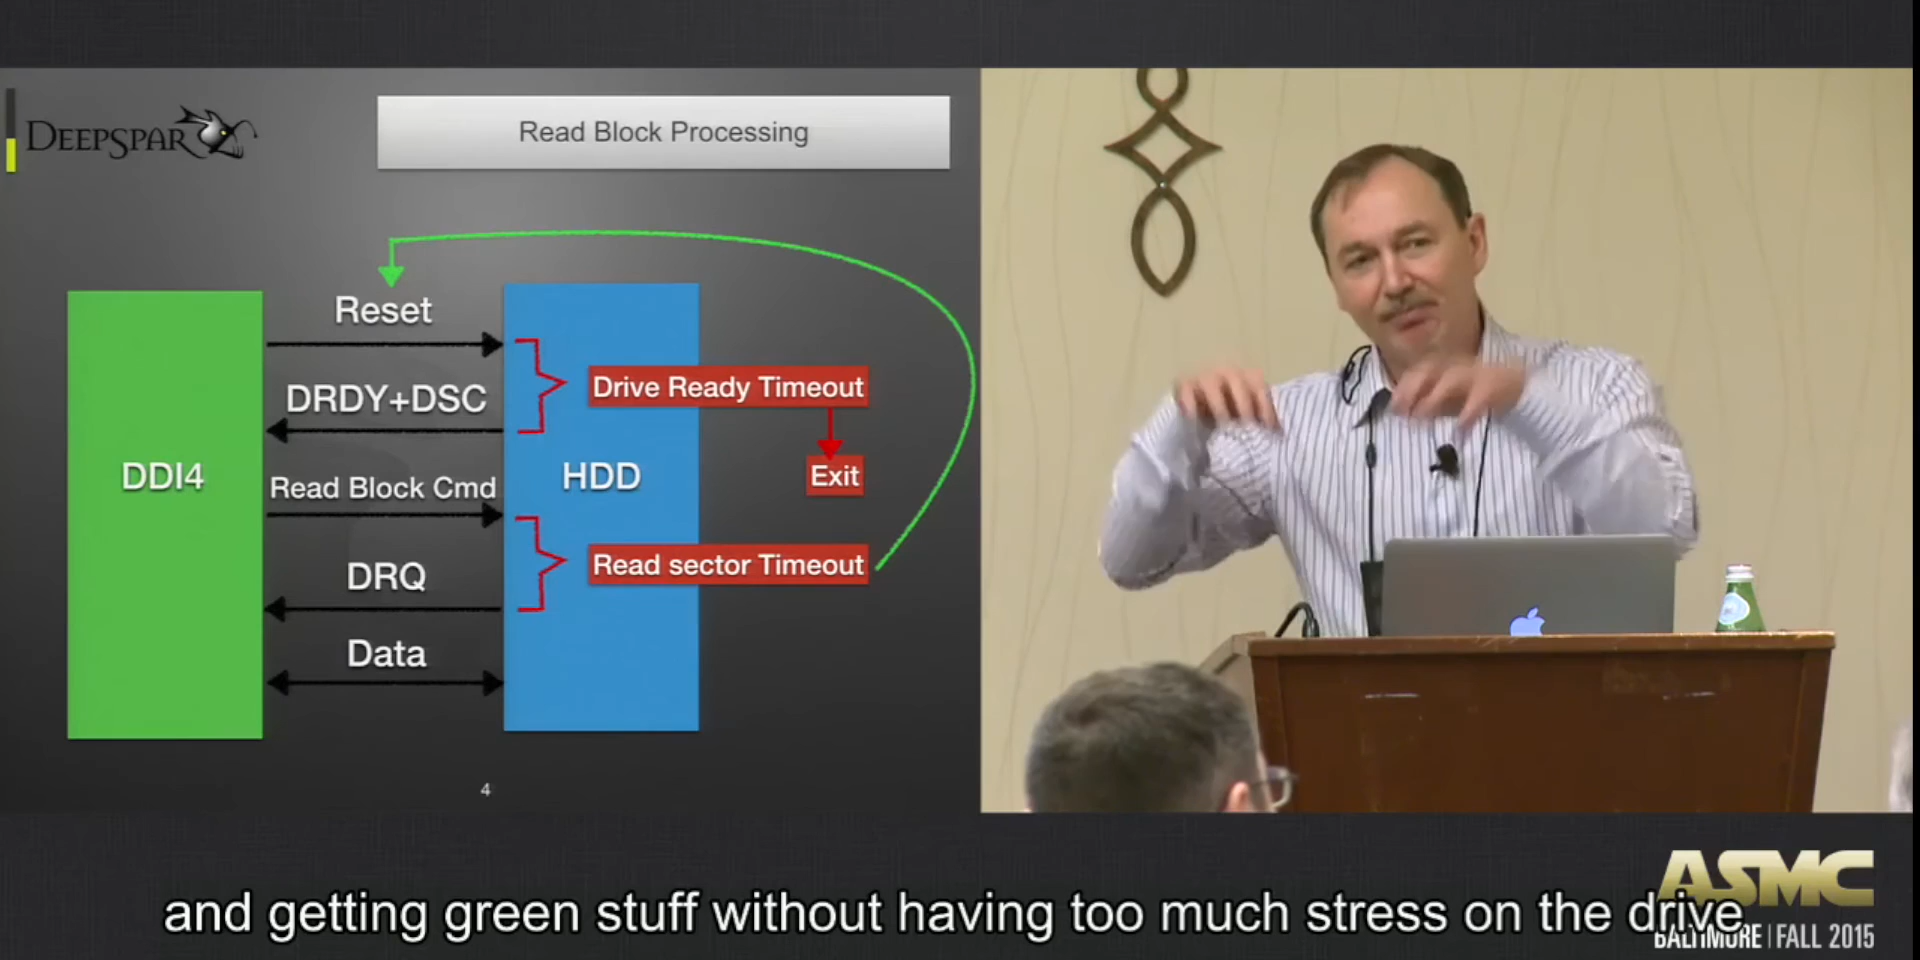 DEEPSPAR
Read Block Processing
Reset
Drive Ready Timeout
DRDY+DSC
DDI4
HDD
Exit
Read Block Cmd
Read sector Timeout
DRQ
Data
4
ASMC
and getting green stuff without having too much stress on the drive
BALTIMORE | FALL 2015